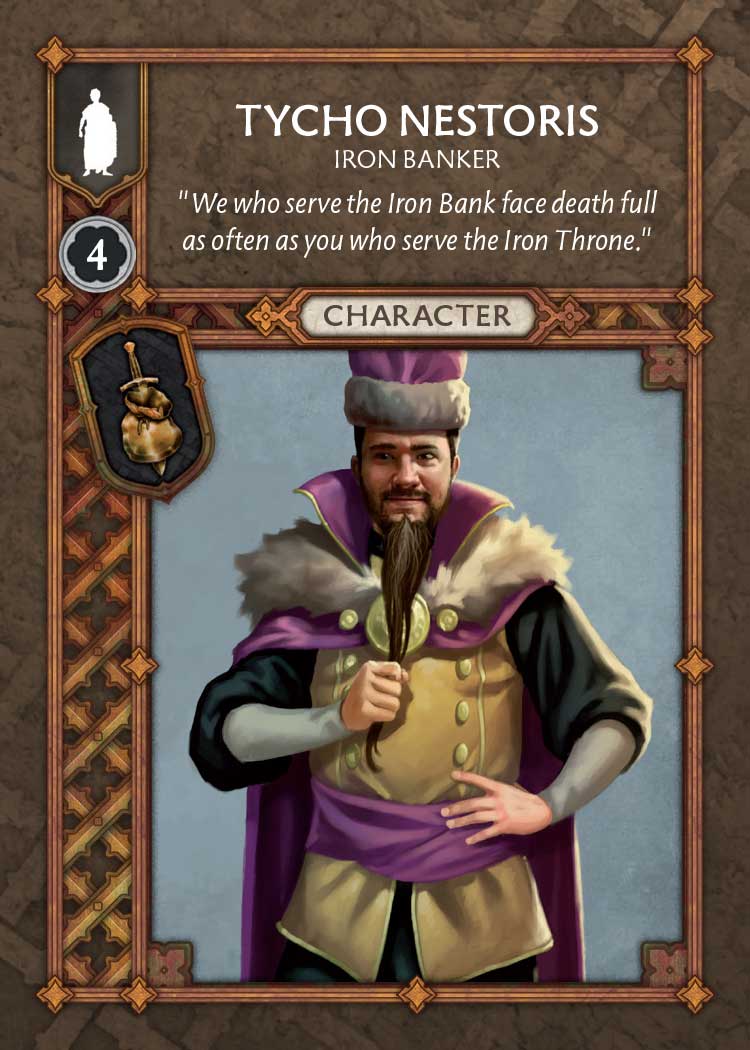 TYCHO NESTORIS
IRON BANKER
"We who serve the Iron Bank face death full
as often as you who serve the Iron Throne."
4
CHARACTER